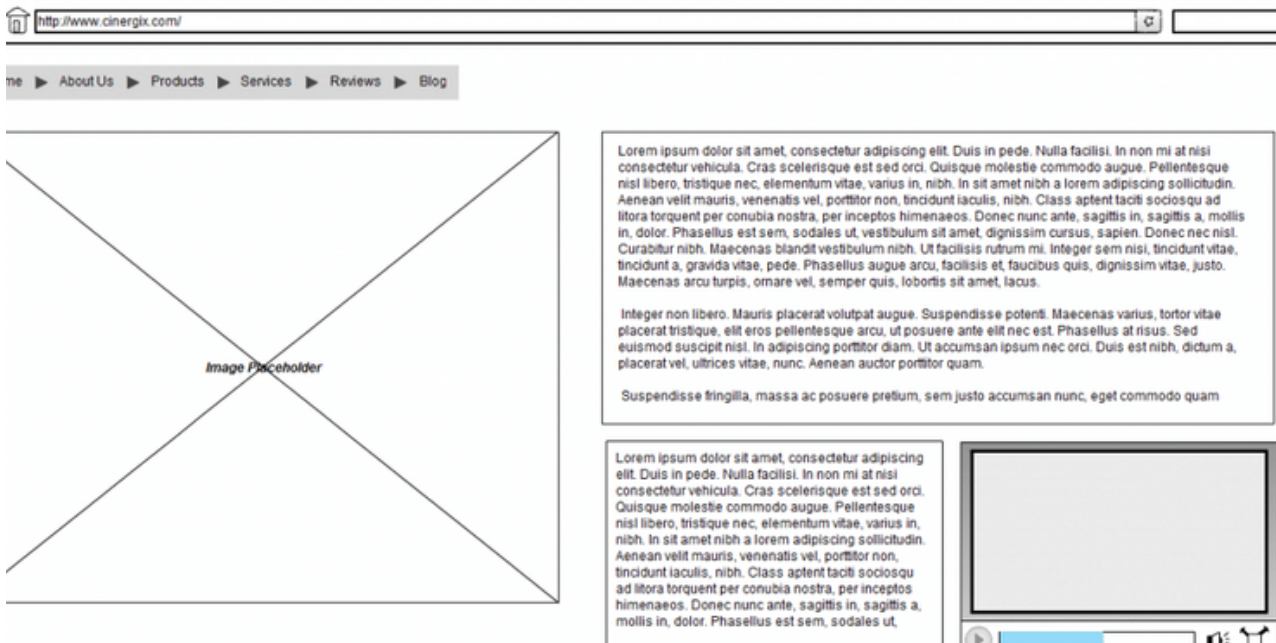 http://www.cinergix.com/
me ▶ About Us ▶ Products ▶ Services ▶ Reviews ▶ Blog
Image Placeholder
Lorem ipsum dolor sit amet, consectetur adipiscing elit. Duis in pede. Nulla facilisi. In non mi at nisi
consectetur vehicula. Cras scelerisque est sed orci. Quisque molestie commodo augue. Pellentesque
nisl libero, tristique nec, elementum vitae, varius in, nibh. In sit amet nibh a lorem adipiscing sollicitudin.
Aenean velit mauris, venenatis vel, porttitor non, tincidunt iaculis, nibh. Class aptent taciti sociosqu ad
litora torquent per conubia nostra, per inceptos himenaeos. Donec nunc ante, sagittis in, sagittis a, mollis
in, dolor. Phasellus est sem, sodales ut, vestibulum sit amet, dignissim cursus, sapien. Donec nec nisl.
Curabitur nibh. Maecenas blandit vestibulum nibh. Ut facilisis rutrum mi. Integer sem nisi, tincidunt vitae,
tincidunt a, gravida vitae, pede. Phasellus augue arcu, facilisis et, faucibus quis, dignissim vitae, justo.
Maecenas arcu turpis, ornare vel, semper quis, lobortis sit amet, lacus.
Integer non libero. Mauris placerat volutpat augue. Suspendisse potenti. Maecenas varius, tortor vitae
placerat tristique, elit eros pellentesque arcu, ut posuere ante elit nec est. Phasellus at risus. Sed
euismod suscipit nisl. In adipiscing porttitor diam. Ut accumsan ipsum nec orci. Duis est nibh, dictum a,
placerat vel, ultrices vitae, nunc. Aenean auctor porttitor quam.
Suspendisse fringilla, massa ac posuere pretium, sem justo accumsan nunc, eget commodo quam
Lorem ipsum dolor sit amet, consectetur adipiscing
elit. Duis in pede. Nulla facilisi. In non mi at nisi
consectetur vehicula. Cras scelerisque est sed orci.
Quisque molestie commodo augue. Pellentesque
nisl libero, tristique nec, elementum vitae, varius in,
nibh. In sit amet nibh a lorem adipiscing sollicitudin.
Aenean velit mauris, venenatis vel, porttitor non,
tincidunt iaculis, nibh. Class aptent taciti sociosqu
ad litora torquent per conubia nostra, per inceptos
himenaeos. Donec nunc ante, sagittis in, sagittis a,
mollis in, dolor. Phasellus est sem, sodales ut,